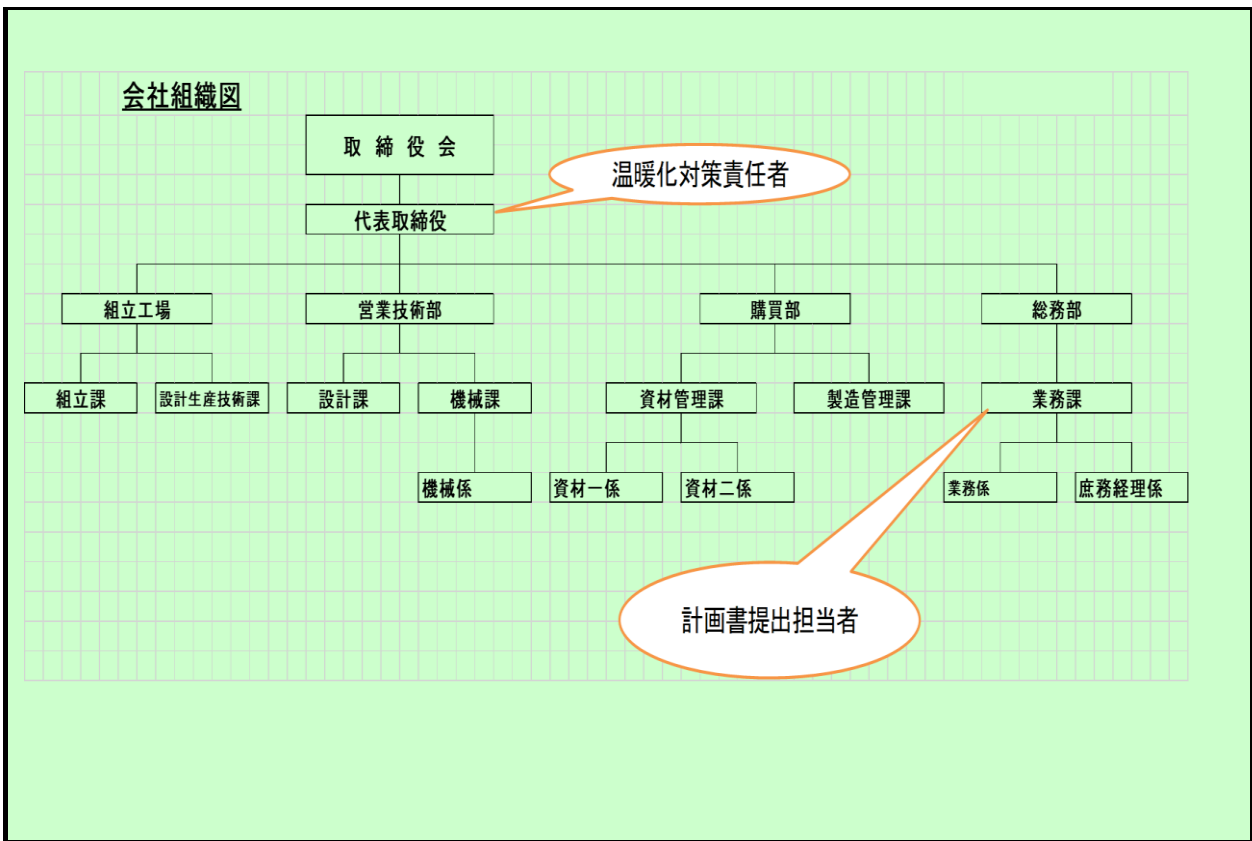 会社組織図
取 締 役 会
温暖化対策責任者
代表取締役
組立工場
営業技術部
購買部
総務部
組立課
設計生産技術課
設計課
機械課
資材管理課
製造管理課
業務課
機械係
資材一係
資材二係
業務係
庶務経理係
計画書提出担当者